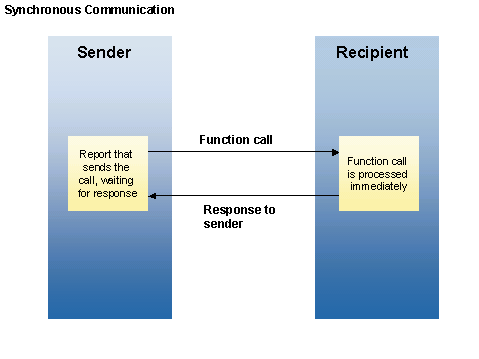 Synchronous Communication
Sender
Recipient
Function call
Report that
sends the
call, waiting
for response
Function call
is processed
immediately
Response to
sender